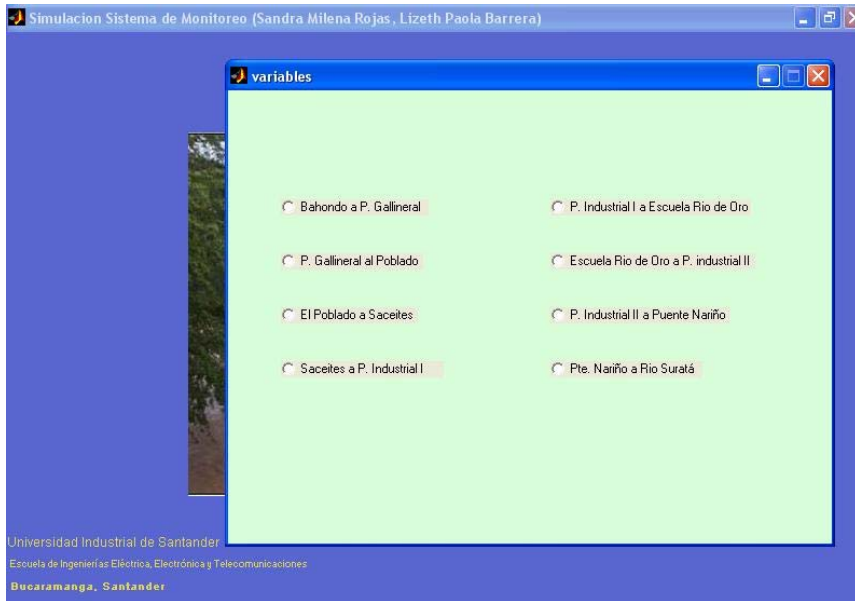 Simulacion Sistema de Monitoreo (Sandra Milena Rojas, Lizeth Paola Barrera)
variables
Bahondo a P. Gallineral
P. Gallineral al Poblado
El Poblado a Saceites
Saceites a P. Industrial I
P. Industrial I a Escuela Rio de Oro
Escuela Rio de Oro a P. industrial II
P. Industrial II a Puente Nariño
Pte. Nariño a Rio Suratá
Universidad Industrial de Santander
Escuela de Ingenierías Eléctrica, Electrónica y Telecomunicaciones
Bucaramanga, Santander